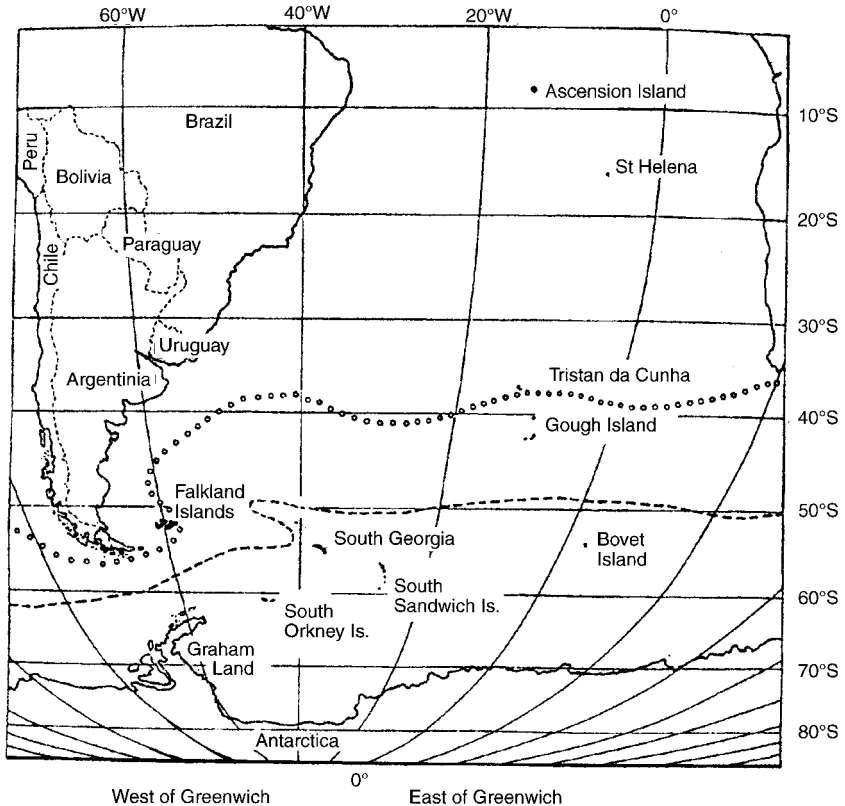 60°W 40°W 20°W 0°
Ascension Island
10°S
Brazil
Peru
St Helena
Bolivia
20°S
Paraguay
Chile
30°S
Uruguay
Argentinia
Tristan da Cunha
40°S
Gough Island
Falkland
Islands
50°S
South Georgia
Bovet
Island
South
Sandwich Is.
60°S
South
Orkney Is.
Graham
Land
70°S
80°S
Antarctica
0°
West of Greenwich East of Greenwich